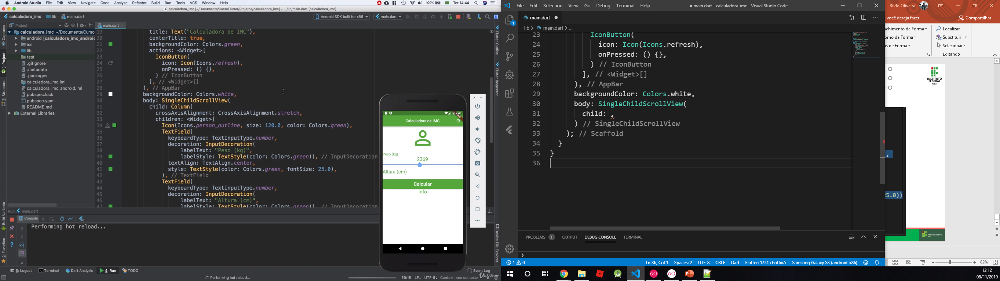 Android Studio File Edit View Navigate Code Analyze Refactor Build Run Tools VCS Window Help 100% Ter 14:44
calculadora_imc [~/Documents/CursoFlutter/Projetos/calculadora_imc] - .../lib/main.dart [calculadora_imc]
calculadora_imc lib main.dart Android SDK built for x86 main.dart
Project main.dart
calculadora_imc ~/Documents/Curso
android [calculadora_imc_androi
ios
lib
test
.gitignore
.metadata
.packages
calculadora_imc.iml
calculadora_imc_android.iml
pubspec.lock
pubspec.yaml
README.md
External Libraries
Captures
1: Project
Z: Structure
Build Variants
2: Favorites
19 title: Text("Calculadora de IMC"),
20 centerTitle: true,
21 backgroundColor: Colors.green,
22 actions: <Widget>[
23 IconButton(
24 icon: Icon(Icons.refresh),
25 onPressed: () {},
26 ) // IconButton
27 ], // <Widget>[]
28 ), // AppBar
29 backgroundColor: Colors.white,
30 body: SingleChildScrollView(
31 child: Column(
32 crossAxisAlignment: CrossAxisAlignment.stretch,
33 children: <Widget>[
34 Icon(Icons.person_outline, size: 120.0, color: Colors.green),
35 TextField(
36 keyboardType: TextInputType.number,
37 decoration: InputDecoration(
38 labelText: "Peso (kg)",
39 labelStyle: TextStyle(color: Colors.green)), // InputDecoration
40 textAlign: TextAlign.center,
41 style: TextStyle(color: Colors.green, fontSize: 25.0),
42 ), // TextField
43 TextField(
44 keyboardType: TextInputType.number,
45 decoration: InputDecoration(
46 labelText: "Altura (cm)",
47 labelStyle: TextStyle(color: Colors.green)), // InputDecoration
Flutter Outline
Flutter Inspector
Device File Explorer
Calculadora de IMC
Peso (kg)
2369
Altura (cm)
Calcular
Info
Run main.dart
Console
Performing hot reload...
6: Logcat Terminal Dart Analysis 4: Run TODO Event Log
Performing hot reload... 59:15 LF UTF-8 Context: <no context>
Udemy
File Edit Selection View Go Debug Terminal Help ● main.dart - calculadora_imc - Visual Studio Code
main.dart
lib > main.dart > ...
1
23 IconButton(
24 icon: Icon(Icons.refresh),
25 onPressed: () {},
26 ) // IconButton
27 ], // <Widget>[]
28 ), // AppBar
29 backgroundColor: Colors.white,
30 body: SingleChildScrollView(
31 child: ,
32 ) // SingleChildScrollView
33 ); // Scaffold
34 }
35 }
36
PROBLEMS 1 OUTPUT DEBUG CONSOLE TERMINAL
1 0 Ln 36, Col 1 Spaces: 2 UTF-8 CRLF Dart Flutter: 1.9.1+hotfix.5 Samsung Galaxy S3 (android-x86)
Rildo Oliveira
você deseja fazer Compartilhar
nchimento da Forma Localizar
orno da Forma Substituir
os de Forma Selecionar
Editando
INSTITUTO
FEDERAL
Piauí
),
25.0))
INSTITUTO FEDERAL
82%
13:12
08/11/2019